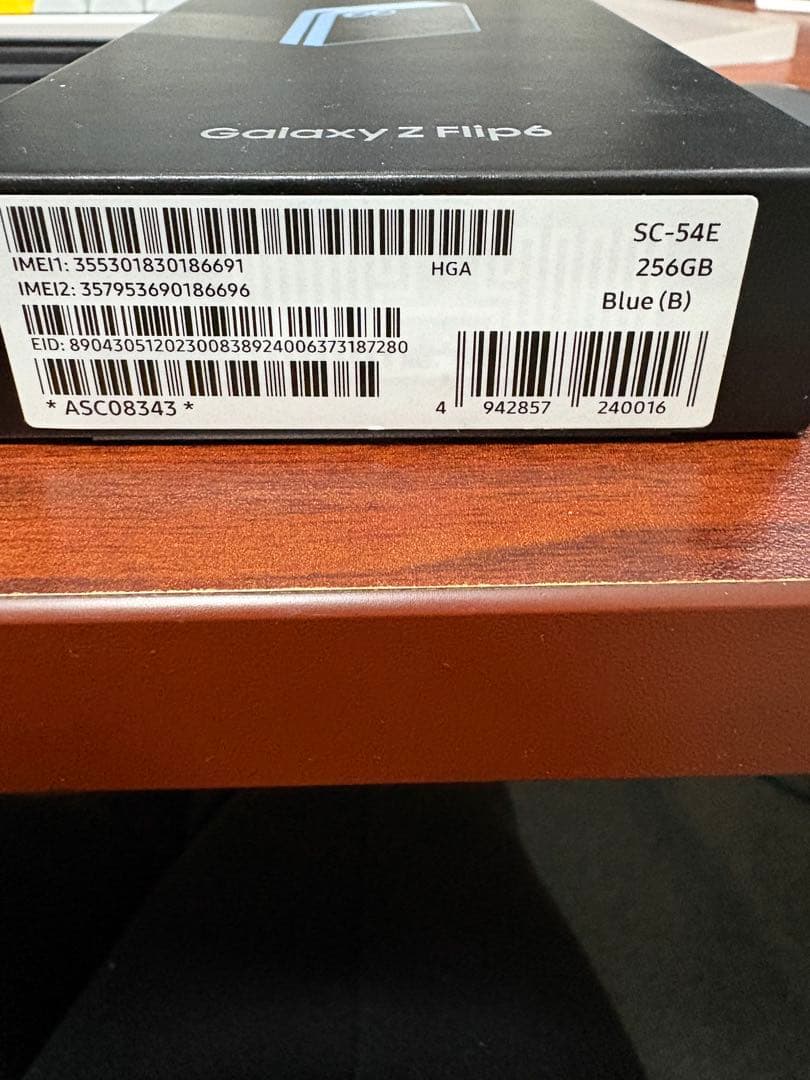 Galaxy Z Flip6
SC-54E
IMEI1: 355301830186691
HGA
256GB
IMEI2: 357953690186696
Blue (B)
EID: 89043051202300838924006373187280
* ASC08343 *
4 942857 240016